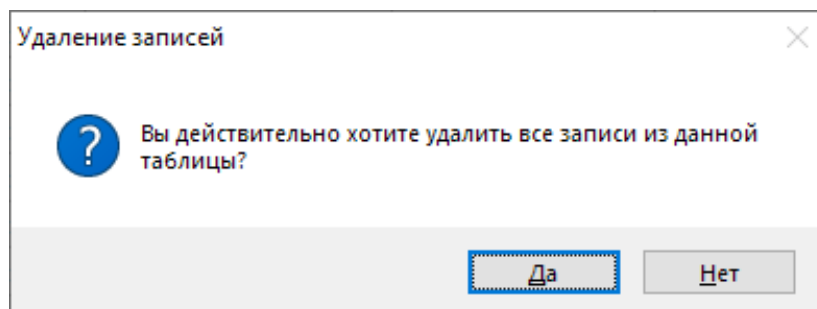 Удаление записей
Вы действительно хотите удалить все записи из данной
таблицы?
Да
Нет